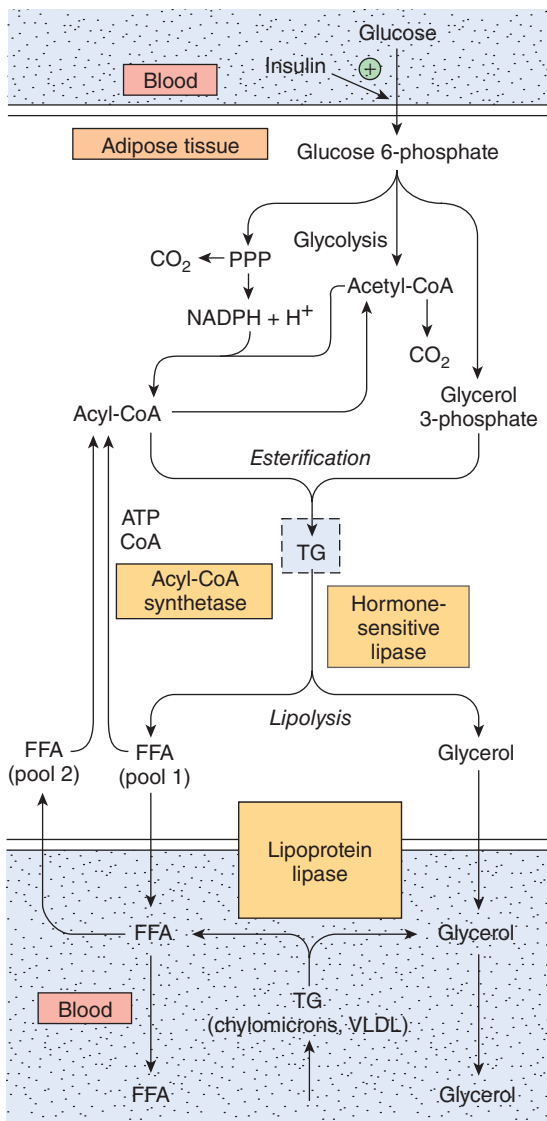 Glucose
Insulin
+
Blood
Adipose tissue
Glucose 6-phosphate
Glycolysis
CO₂
PPP
Acetyl-CoA
NADPH + H⁺
CO₂
Glycerol
3-phosphate
Acyl-CoA
Esterification
ATP
CoA
TG
Acyl-CoA
synthetase
Hormone-
sensitive
lipase
Lipolysis
FFA
(pool 2)
FFA
(pool 1)
Glycerol
Lipoprotein
lipase
FFA
Glycerol
Blood
TG
(chylomicrons, VLDL)
FFA
Glycerol